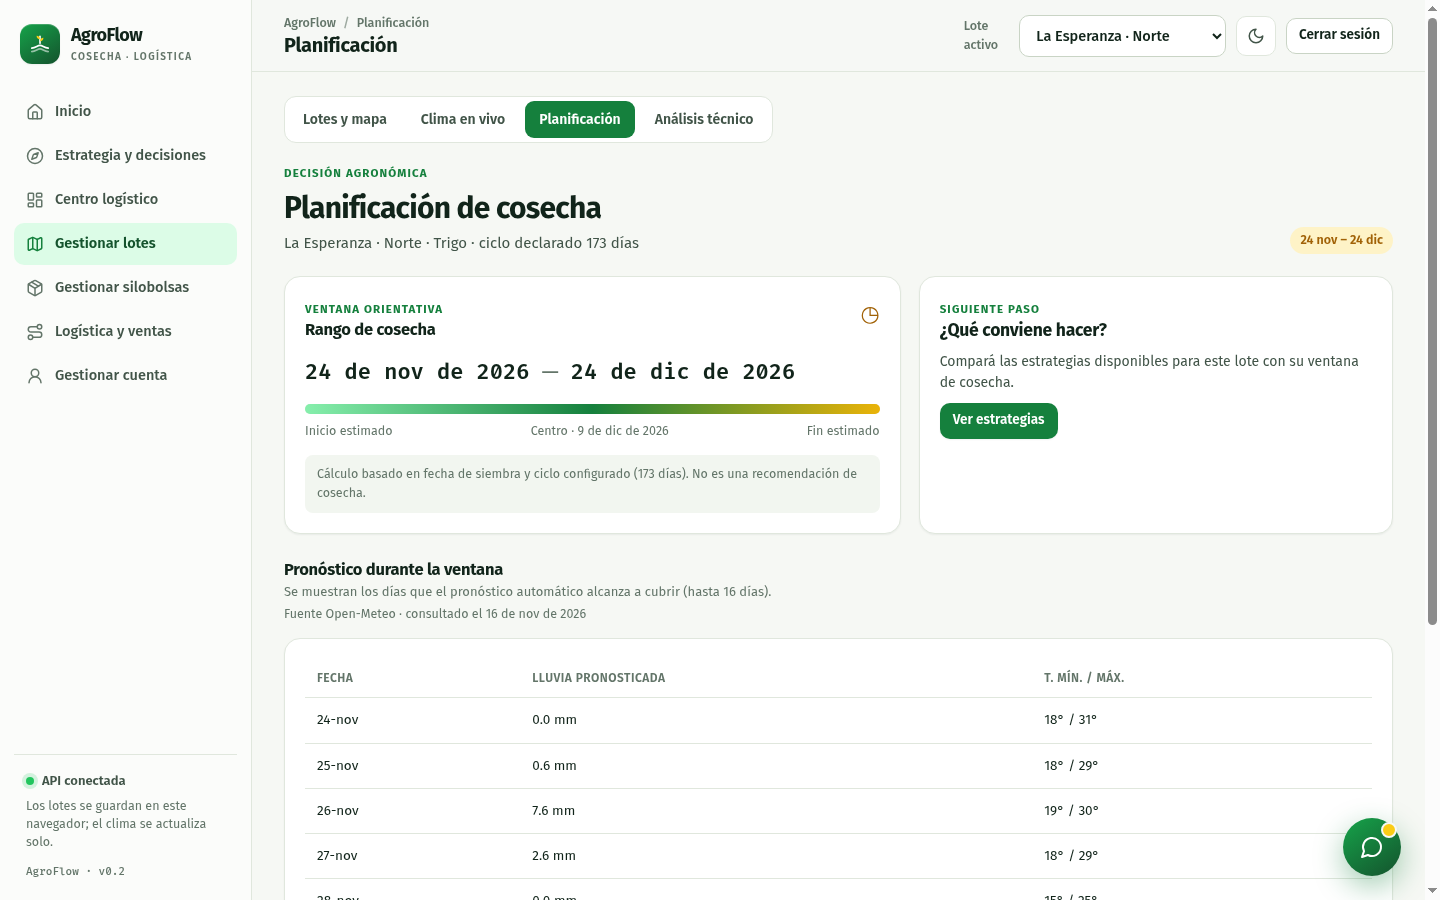 AgroFlow
COSECHA · LOGÍSTICA
Inicio
Estrategia y decisiones
Centro logístico
Gestionar lotes
Gestionar silobolsas
Logística y ventas
Gestionar cuenta
API conectada
Los lotes se guardan en este
navegador; el clima se actualiza
solo.
AgroFlow · v0.2
AgroFlow / Planificación
Planificación
Lote
activo
La Esperanza · Norte
Cerrar sesión
Lotes y mapa
Clima en vivo
Planificación
Análisis técnico
DECISIÓN AGRONÓMICA
Planificación de cosecha
La Esperanza · Norte · Trigo · ciclo declarado 173 días
24 nov – 24 dic
VENTANA ORIENTATIVA
Rango de cosecha
24 de nov de 2026 — 24 de dic de 2026
Inicio estimado
Centro · 9 de dic de 2026
Fin estimado
Cálculo basado en fecha de siembra y ciclo configurado (173 días). No es una recomendación de
cosecha.
SIGUIENTE PASO
¿Qué conviene hacer?
Compará las estrategias disponibles para este lote con su ventana
de cosecha.
Ver estrategias
Pronóstico durante la ventana
Se muestran los días que el pronóstico automático alcanza a cubrir (hasta 16 días).
Fuente Open-Meteo · consultado el 16 de nov de 2026
FECHA LLUVIA PRONOSTICADA T. MÍN. / MÁX.
24-nov 0.0 mm 18° / 31°
25-nov 0.6 mm 18° / 29°
26-nov 7.6 mm 19° / 30°
27-nov 2.6 mm 18° / 29°
28-nov 0.0 mm 15° / 25°